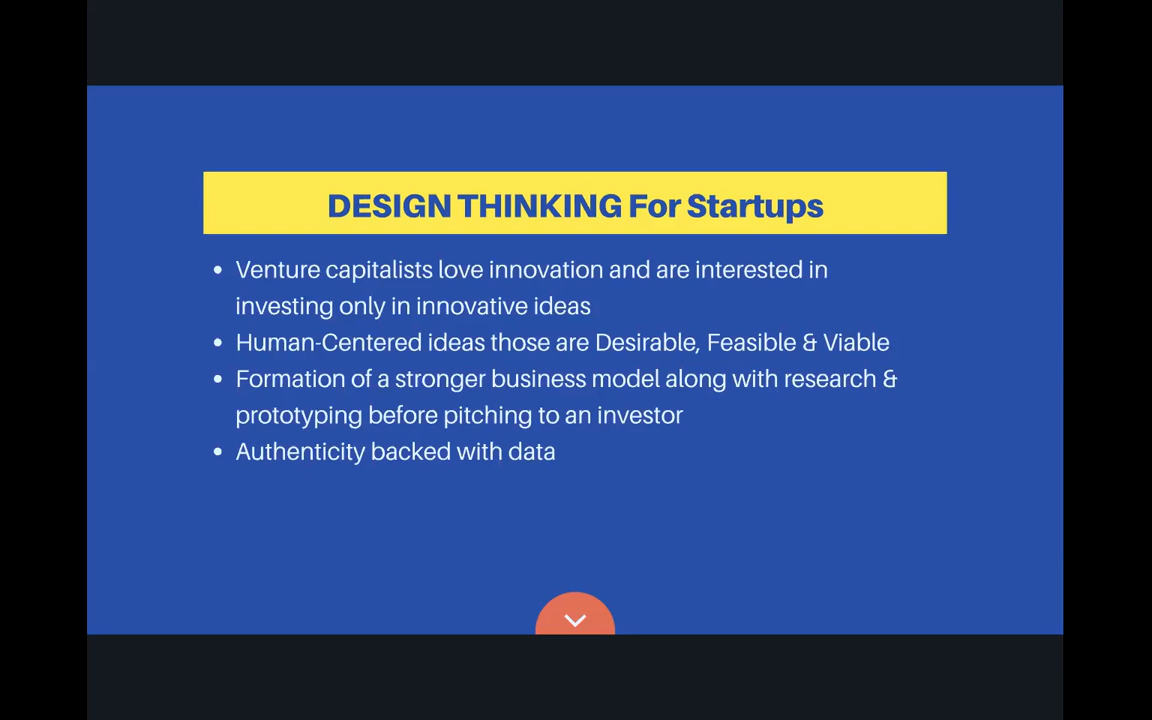 DESIGN THINKING For Startups
• Venture capitalists love innovation and are interested in
investing only in innovative ideas
• Human-Centered ideas those are Desirable, Feasible & Viable
• Formation of a stronger business model along with research &
prototyping before pitching to an investor
• Authenticity backed with data